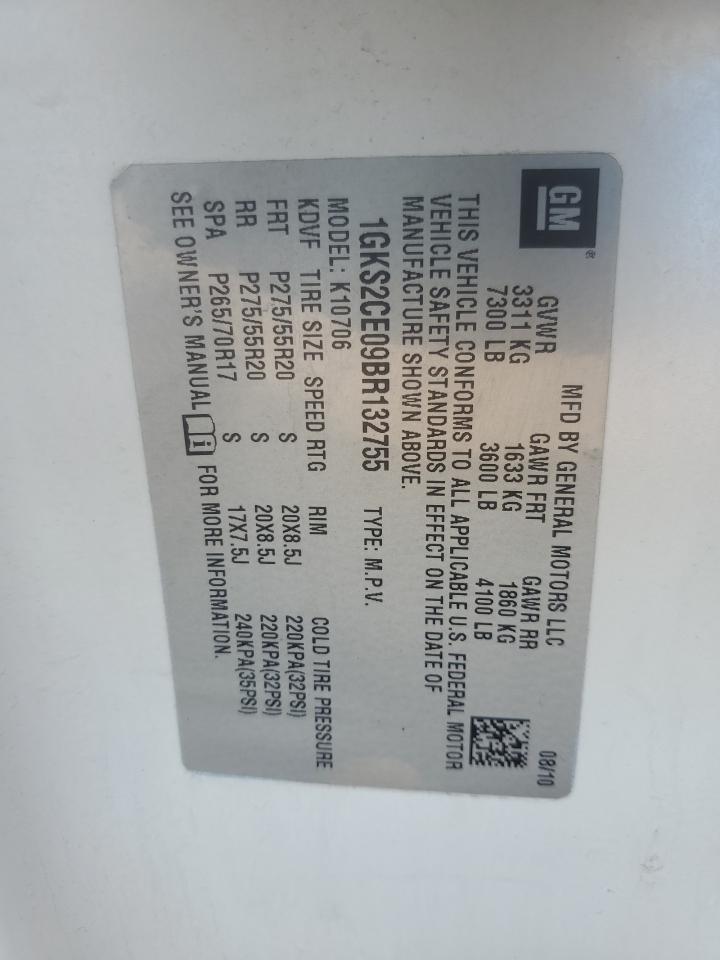 GM ®
MFD BY GENERAL MOTORS LLC 08/10
GVWR GAWR FRT GAWR RR
3311 KG 1633 KG 1860 KG
7300 LB 3600 LB 4100 LB
THIS VEHICLE CONFORMS TO ALL APPLICABLE U.S. FEDERAL MOTOR
VEHICLE SAFETY STANDARDS IN EFFECT ON THE DATE OF
MANUFACTURE SHOWN ABOVE.
1GKS2CE09BR132755 TYPE: M.P.V.
MODEL: K10706
KDVF TIRE SIZE SPEED RTG RIM COLD TIRE PRESSURE
FRT P275/55R20 S 20X8.5J 220KPA(32PSI)
RR P275/55R20 S 20X8.5J 220KPA(32PSI)
SPA P265/70R17 S 17X7.5J 240KPA(35PSI)
SEE OWNER'S MANUAL i FOR MORE INFORMATION.